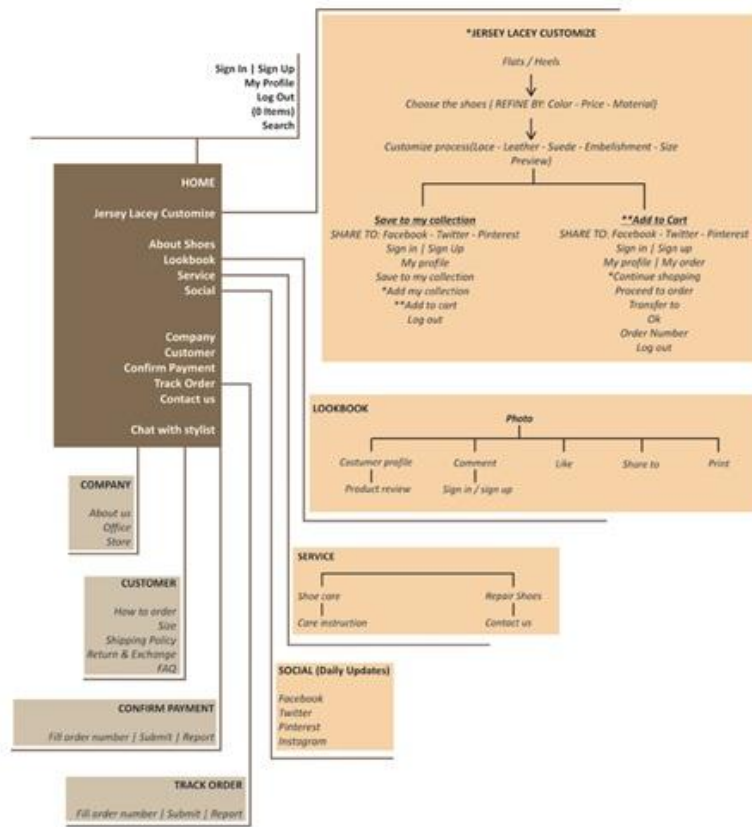 Sign In | Sign Up
My Profile
Log Out
(0 Items)
Search
HOME
Jersey Lacey Customize
About Shoes
Lookbook
Service
Social
Company
Customer
Confirm Payment
Track Order
Contact us
Chat with stylist
*JERSEY LACEY CUSTOMIZE
Flats / Heels
Choose the shoes ( REFINE BY: Color - Price - Material)
Customize process(Lace - Leather - Suede - Embelishment - Size
Preview)
Save to my collection
SHARE TO: Facebook - Twitter - Pinterest
Sign in | Sign Up
My profile
Save to my collection
*Add my collection
**Add to cart
Log out
**Add to Cart
SHARE TO: Facebook - Twitter - Pinterest
Sign in | Sign up
My profile | My order
*Continue shopping
Proceed to order
Transfer to
Ok
Order Number
Log out
LOOKBOOK
Photo
Costumer profile
Comment
Like
Share to
Print
Product review
Sign in / sign up
COMPANY
About us
Office
Store
SERVICE
Shoe care
Repair Shoes
Care instruction
Contact us
CUSTOMER
How to order
Size
Shipping Policy
Return & Exchange
FAQ
SOCIAL (Daily Updates)
Facebook
Twitter
Pinterest
Instagram
CONFIRM PAYMENT
Fill order number | Submit | Report
TRACK ORDER
Fill order number | Submit | Report